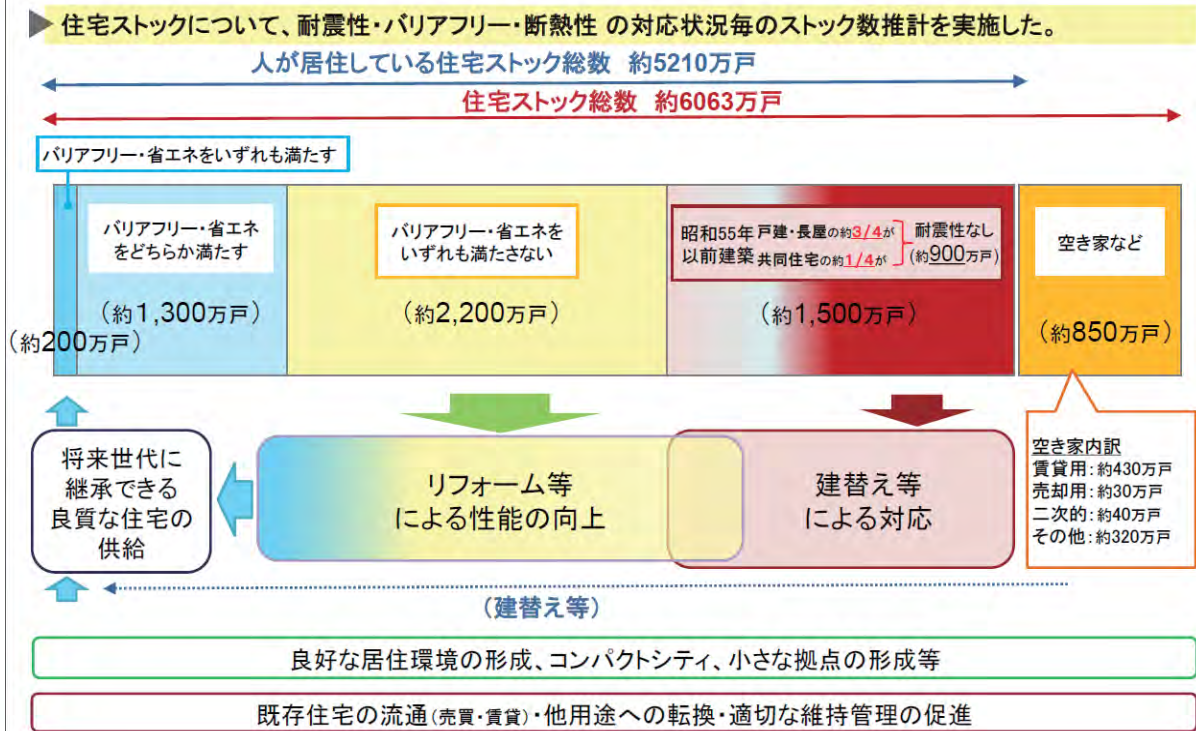 住宅ストックについて、耐震性・バリアフリー・断熱性 の対応状況毎のストック数推計を実施した。
人が居住している住宅ストック総数 約5210万戸
住宅ストック総数 約6063万戸
バリアフリー・省エネをいずれも満たす
バリアフリー・省エネ
をどちらか満たす
(約1,300万戸)
(約200万戸)
バリアフリー・省エネを
いずれも満たさない
(約2,200万戸)
昭和55年 戸建・長屋の約3/4が 耐震性なし
以前建築 共同住宅の約1/4が (約900万戸)
(約1,500万戸)
空き家など
(約850万戸)
将来世代に
継承できる
良質な住宅の
供給
リフォーム等
による性能の向上
建替え等
による対応
空き家内訳
賃貸用:約430万戸
売却用:約30万戸
二次的:約40万戸
その他:約320万戸
(建替え等)
良好な居住環境の形成、コンパクトシティ、小さな拠点の形成等
既存住宅の流通(売買・賃貸)・他用途への転換・適切な維持管理の促進